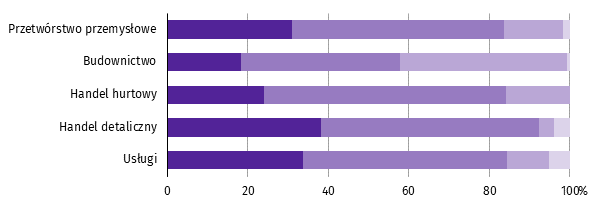 Przetwórstwo przemysłowe
Budownictwo
Handel hurtowy
Handel detaliczny
Usługi
0 20 40 60 80 100%